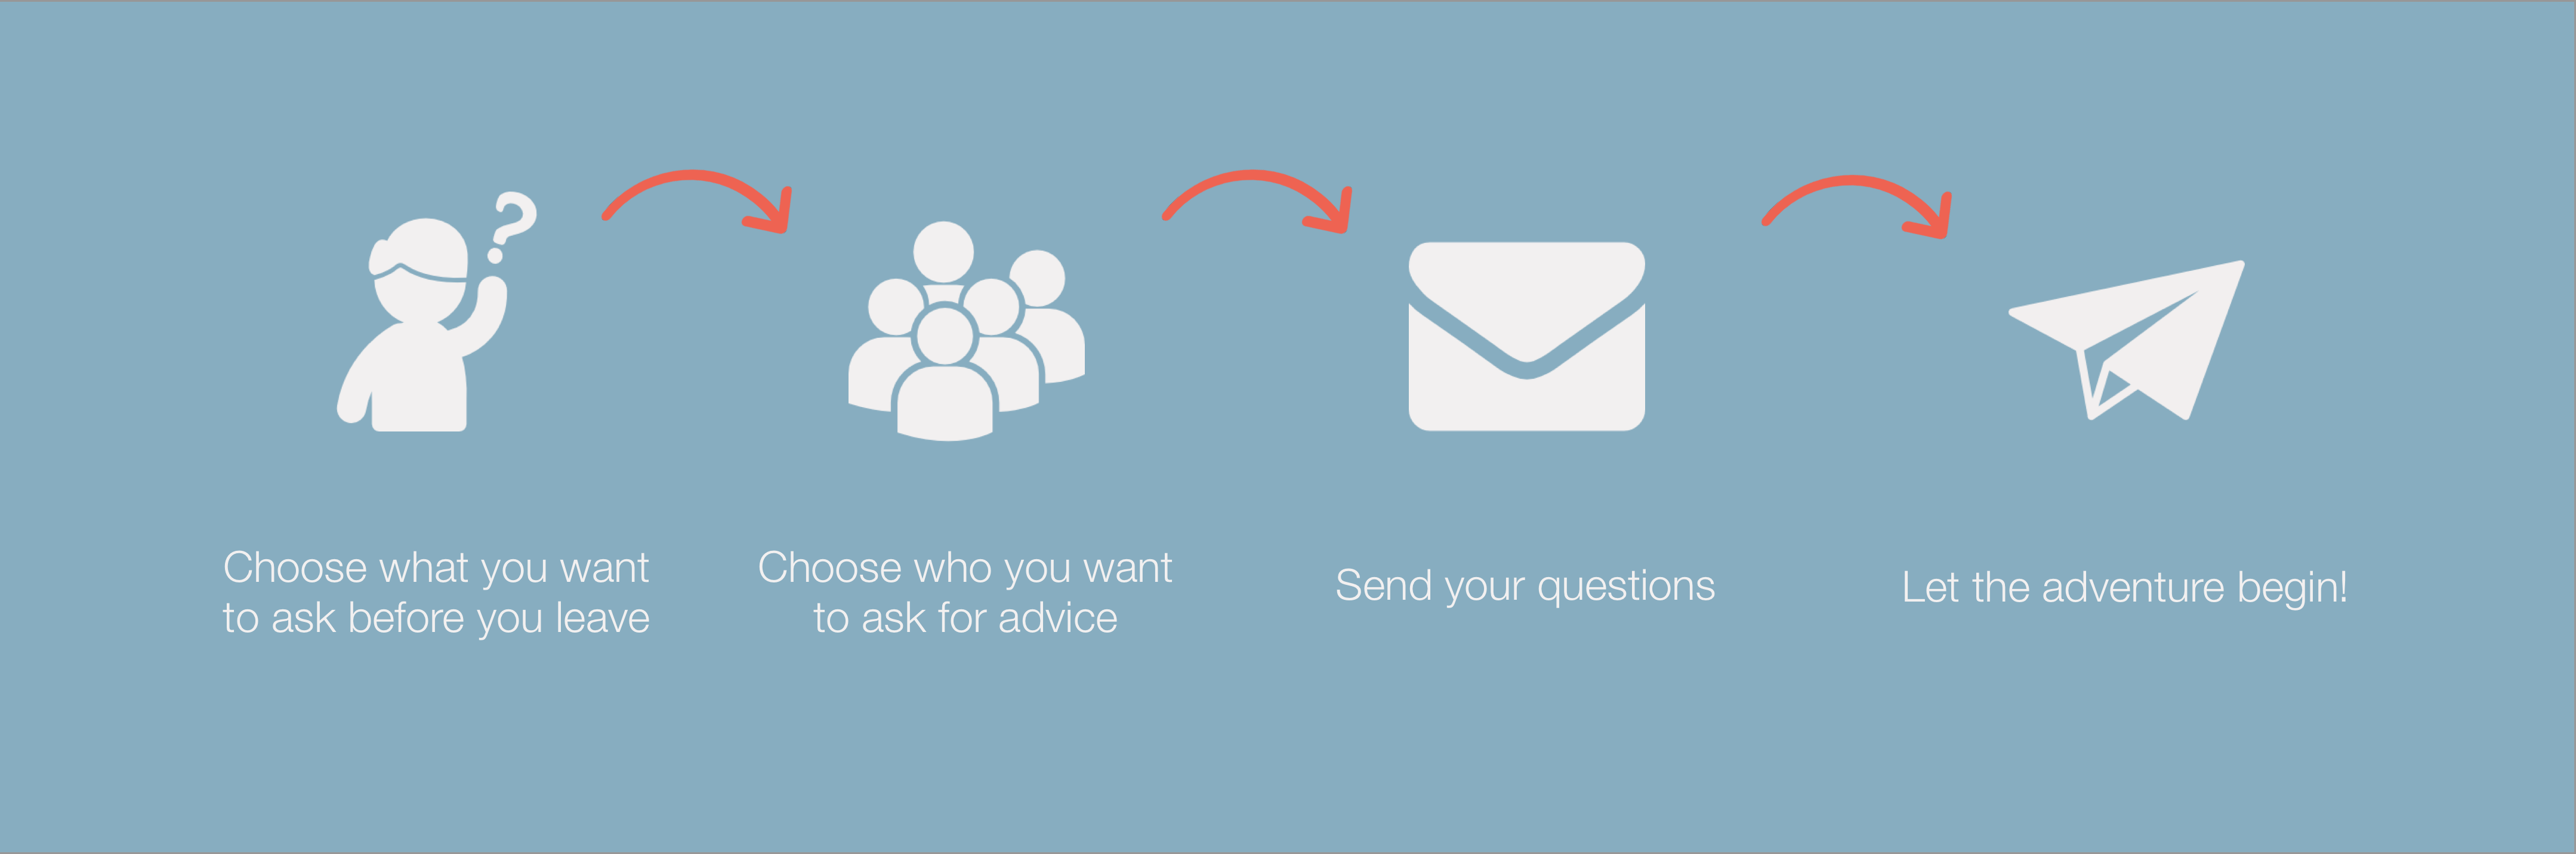 ?
Choose what you want
to ask before you leave
Choose who you want
to ask for advice
Send your questions
Let the adventure begin!